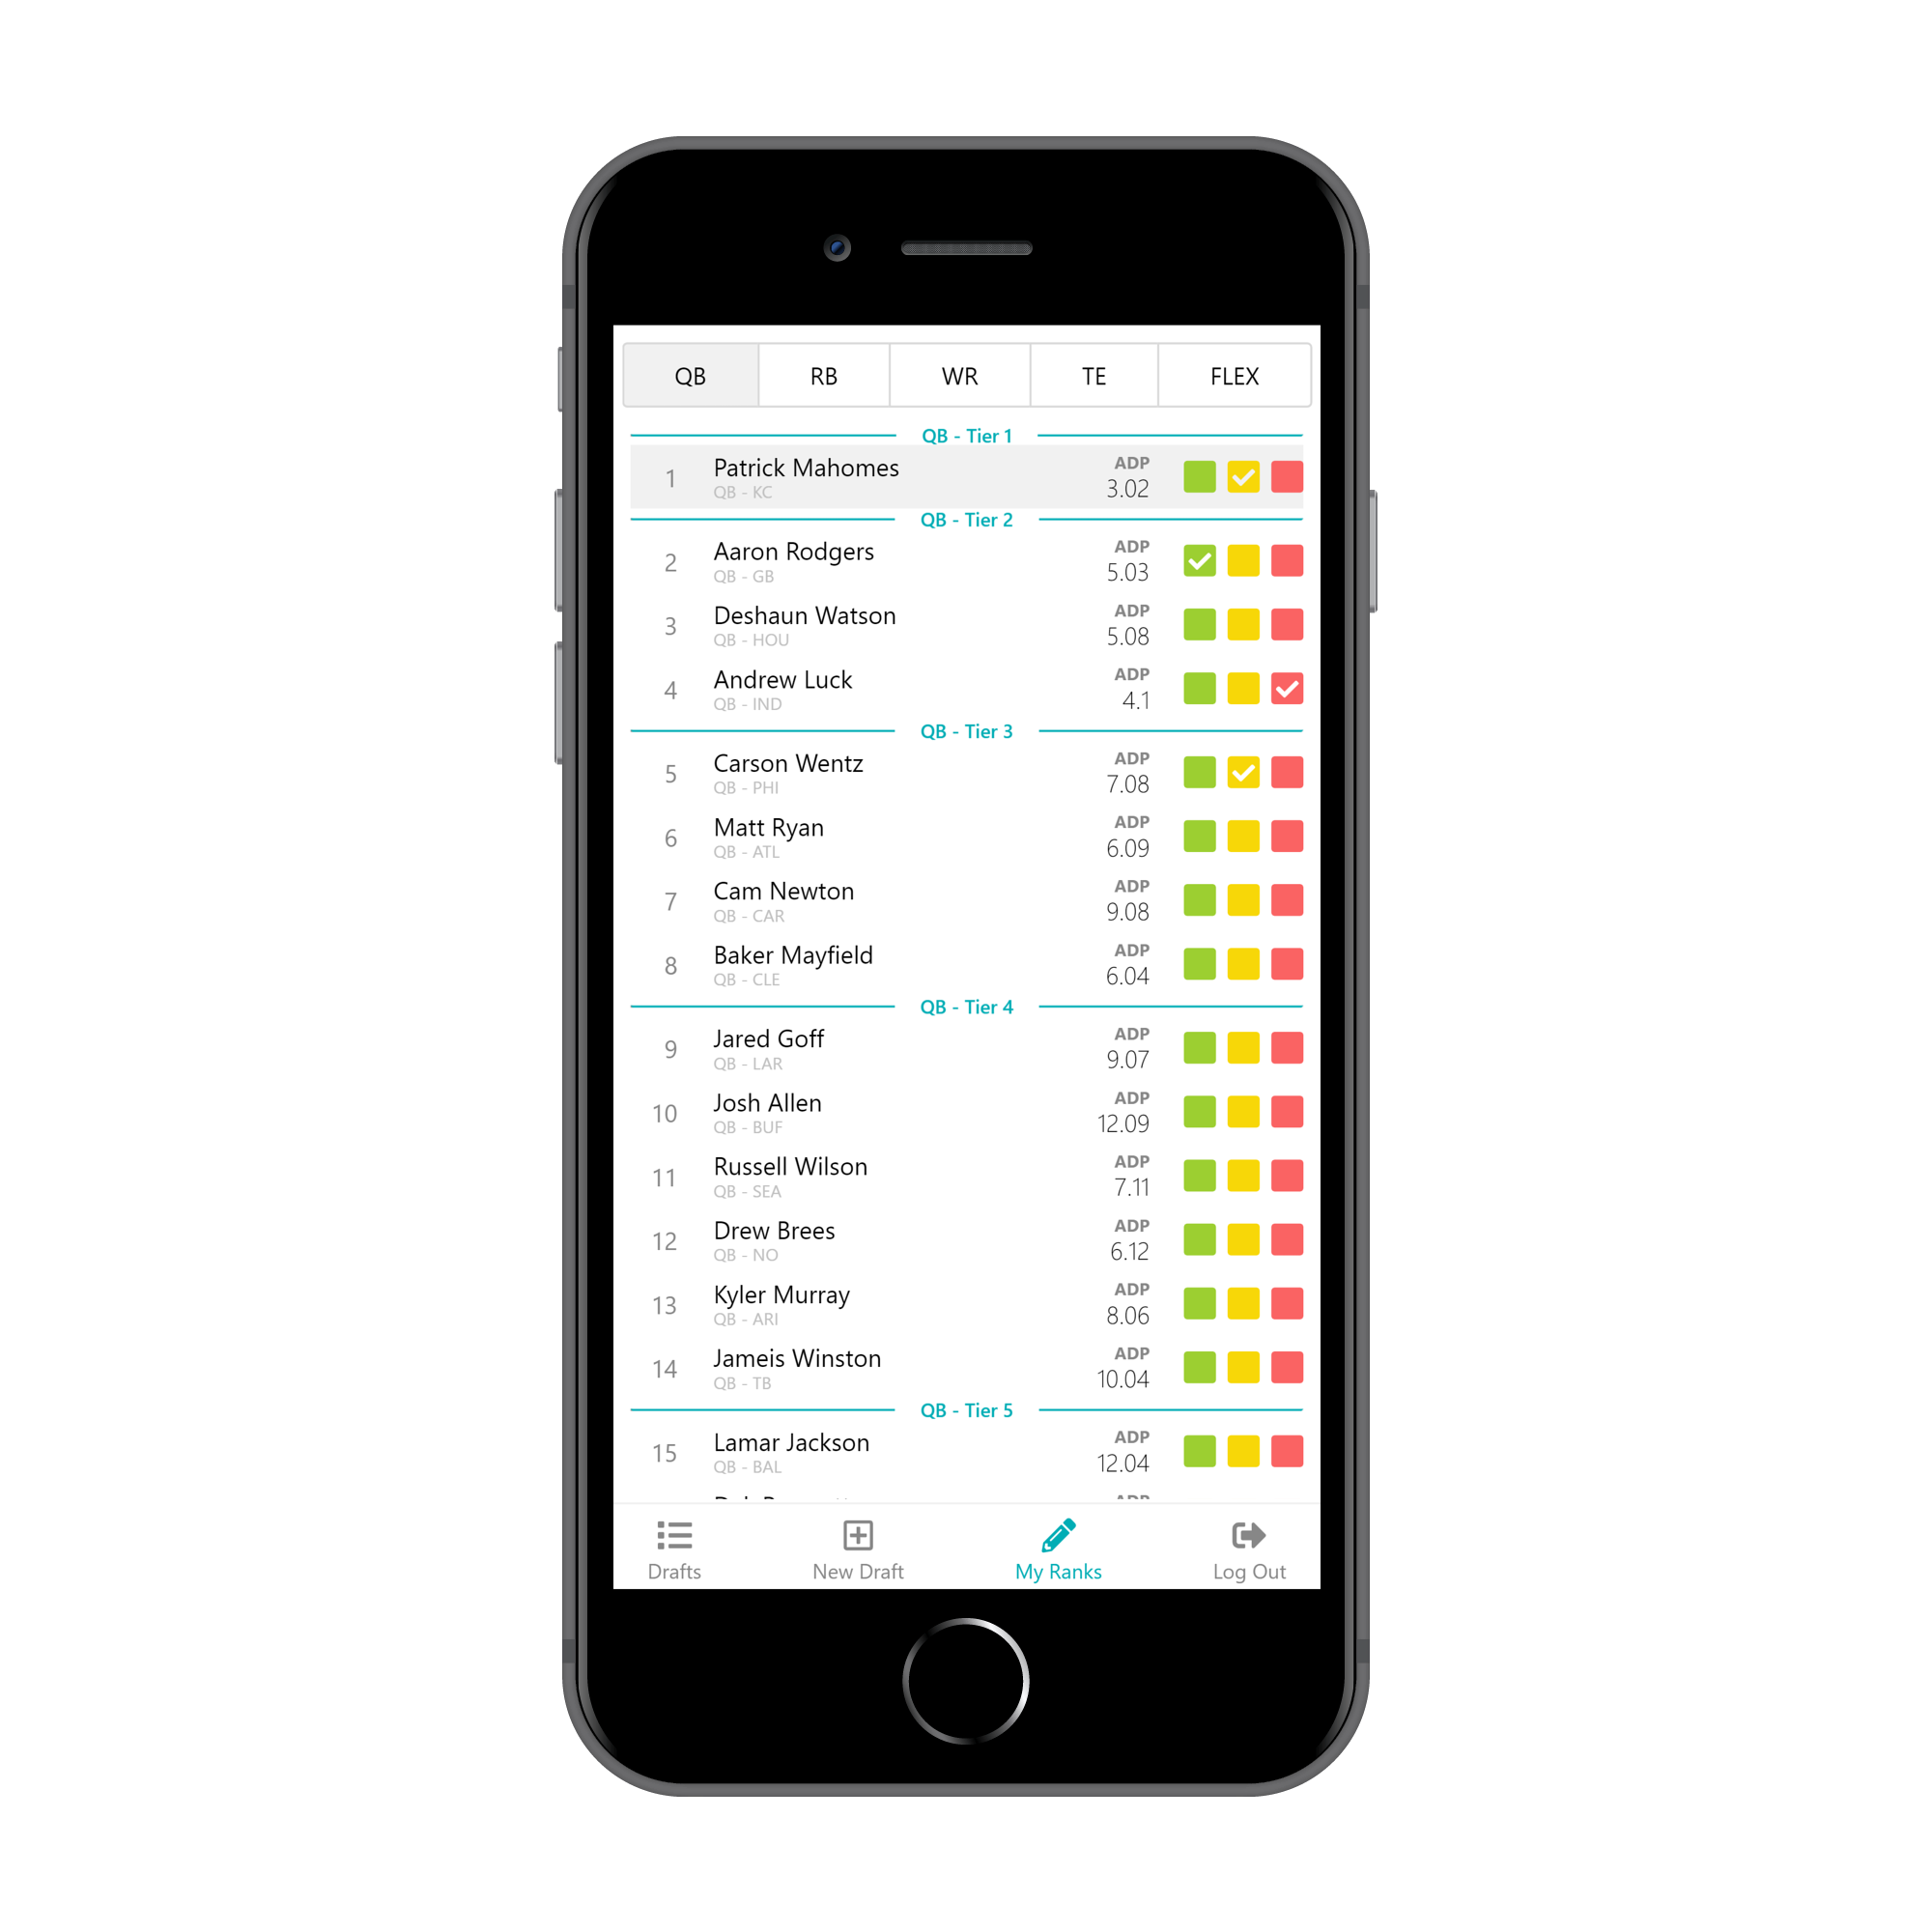 QB RB WR TE FLEX
QB - Tier 1
1 Patrick Mahomes ADP
QB - KC 3.02
QB - Tier 2
2 Aaron Rodgers ADP
QB - GB 5.03
3 Deshaun Watson ADP
QB - HOU 5.08
4 Andrew Luck ADP
QB - IND 4.1
QB - Tier 3
5 Carson Wentz ADP
QB - PHI 7.08
6 Matt Ryan ADP
QB - ATL 6.09
7 Cam Newton ADP
QB - CAR 9.08
8 Baker Mayfield ADP
QB - CLE 6.04
QB - Tier 4
9 Jared Goff ADP
QB - LAR 9.07
10 Josh Allen ADP
QB - BUF 12.09
11 Russell Wilson ADP
QB - SEA 7.11
12 Drew Brees ADP
QB - NO 6.12
13 Kyler Murray ADP
QB - ARI 8.06
14 Jameis Winston ADP
QB - TB 10.04
QB - Tier 5
15 Lamar Jackson ADP
QB - BAL 12.04
Drafts New Draft My Ranks Log Out